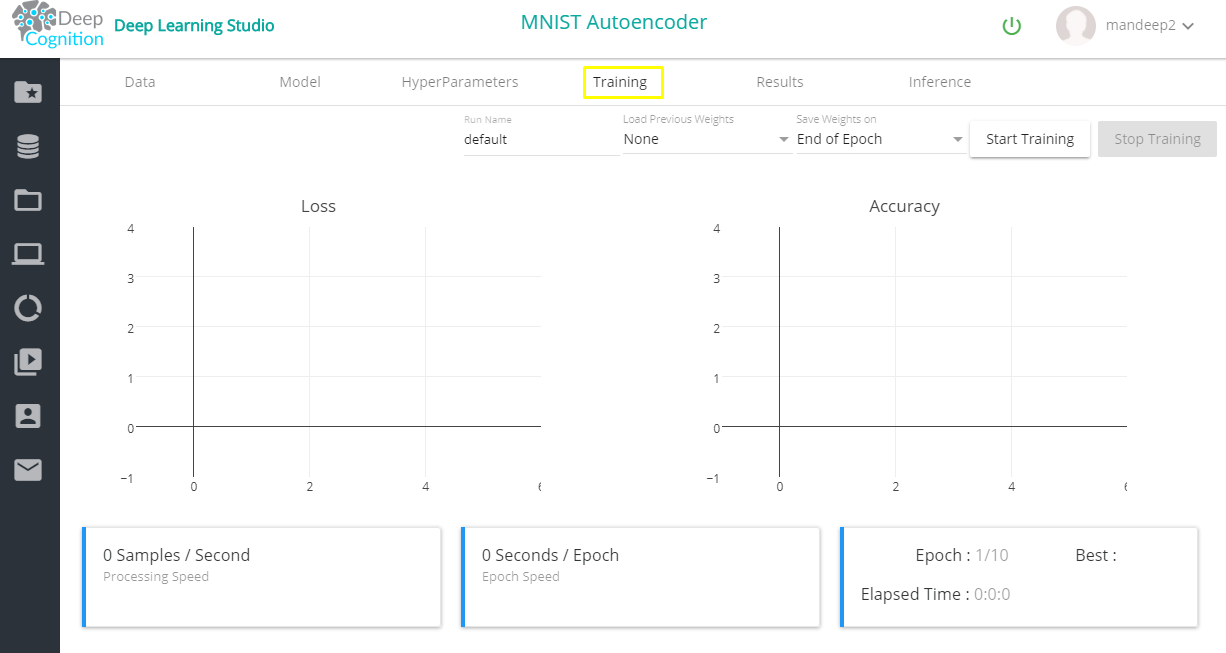 Deep
Cognition
Deep Learning Studio
MNIST Autoencoder
mandeep2
Data Model HyperParameters Training Results Inference
Run Name Load Previous Weights Save Weights on
default None End of Epoch Start Training Stop Training
Loss Accuracy
4 4
3 3
2 2
1 1
0 0
−1 −1
0 2 4 0 2 4
0 Samples / Second 0 Seconds / Epoch Epoch : 1/10 Best :
Processing Speed Epoch Speed
Elapsed Time : 0:0:0